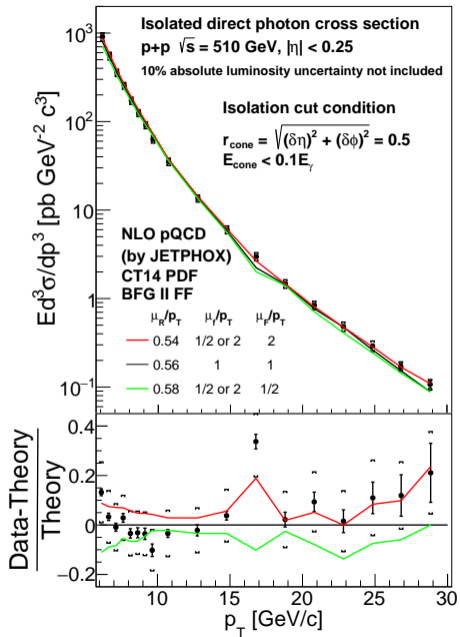 Isolated direct photon cross section
p+p √s = 510 GeV, |η| < 0.25
10% absolute luminosity uncertainty not included
Isolation cut condition
r_cone = √(δη)² + (δϕ)² = 0.5
E_cone < 0.1E_γ
Ed³σ/dp³ [pb GeV⁻² c³]
10³
10²
10
1
10⁻¹
NLO pQCD
(by JETPHOX)
CT14 PDF
BFG II FF
μ_R/p_T μ_I/p_T μ_F/p_T
0.54 1/2 or 2 2
0.56 1 1
0.58 1/2 or 2 1/2
Data-Theory
Theory
0.4
0.2
0
−0.2
10 15 20 25 30
p_T [GeV/c]